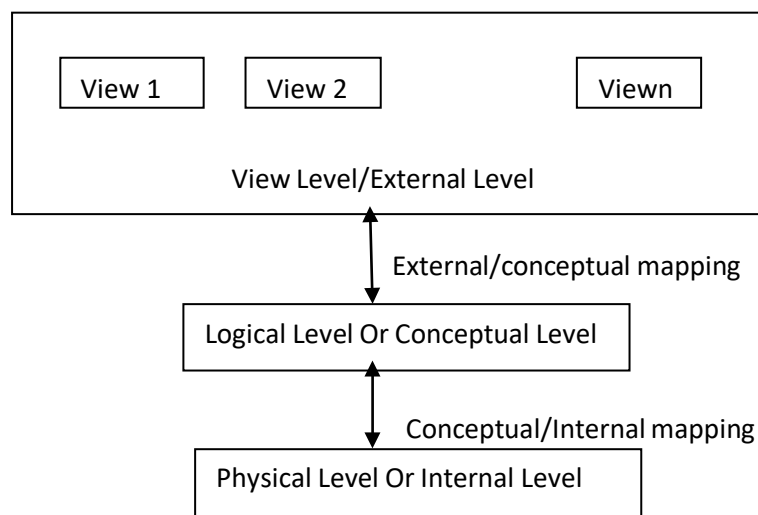 View 1
View 2
Viewn
View Level/External Level
External/conceptual mapping
Logical Level Or Conceptual Level
Conceptual/Internal mapping
Physical Level Or Internal Level